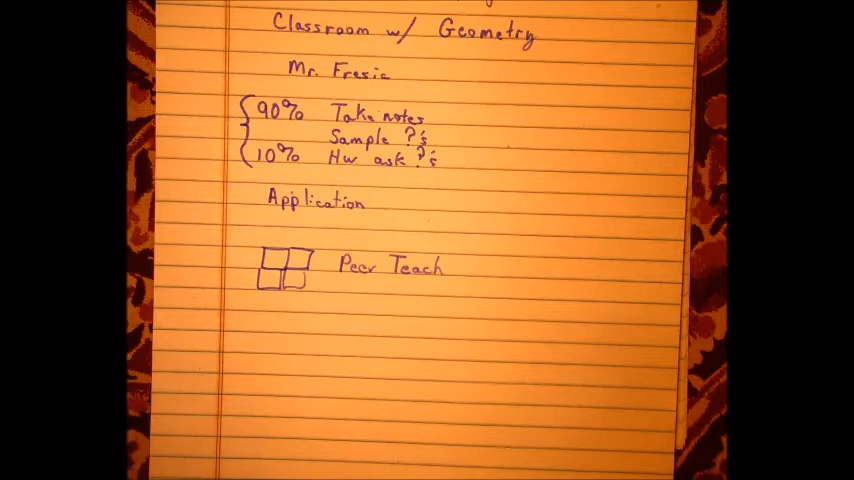 Classroom w/ Geometry
Mr. Fresic
90% Take notes
Sample ?'s
10% Hw ask ?'s
Application
Peer Teach